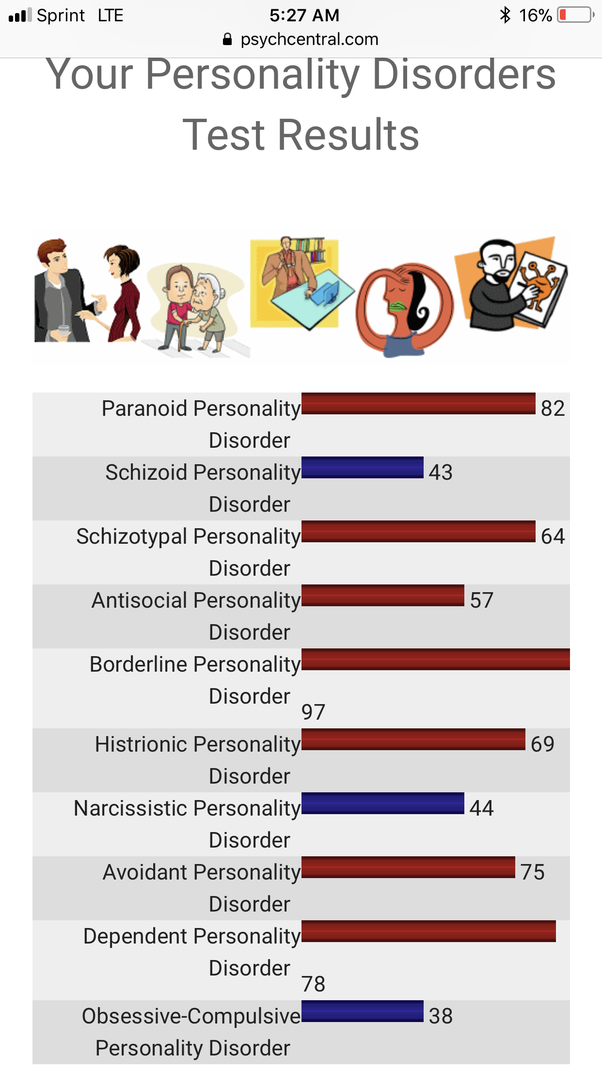 Sprint LTE 5:27 AM 16%
psychcentral.com
Your Personality Disorders
Test Results
Paranoid Personality 82
Disorder
Schizoid Personality 43
Disorder
Schizotypal Personality 64
Disorder
Antisocial Personality 57
Disorder
Borderline Personality
Disorder
97
Histrionic Personality 69
Disorder
Narcissistic Personality 44
Disorder
Avoidant Personality 75
Disorder
Dependent Personality
Disorder
78
Obsessive-Compulsive 38
Personality Disorder